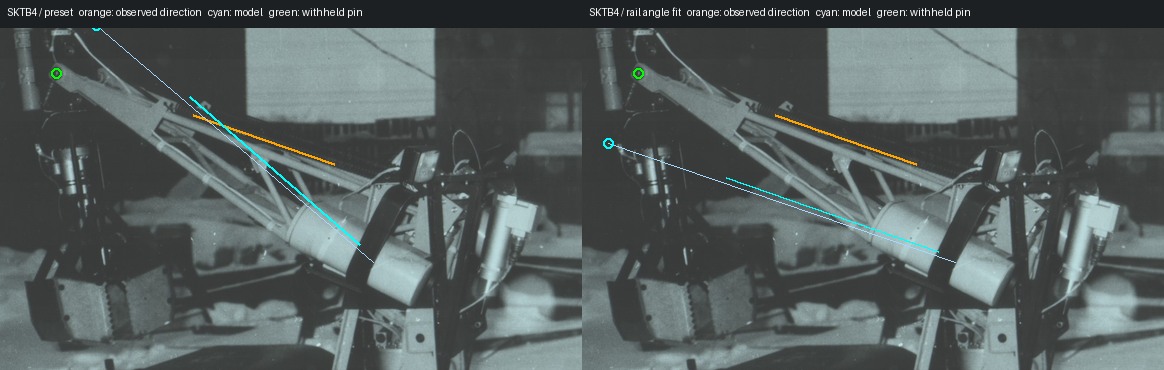 SKTB4 / preset  orange: observed direction  cyan: model  green: withheld pin
SKTB4 / rail angle fit  orange: observed direction  cyan: model  green: withheld pin